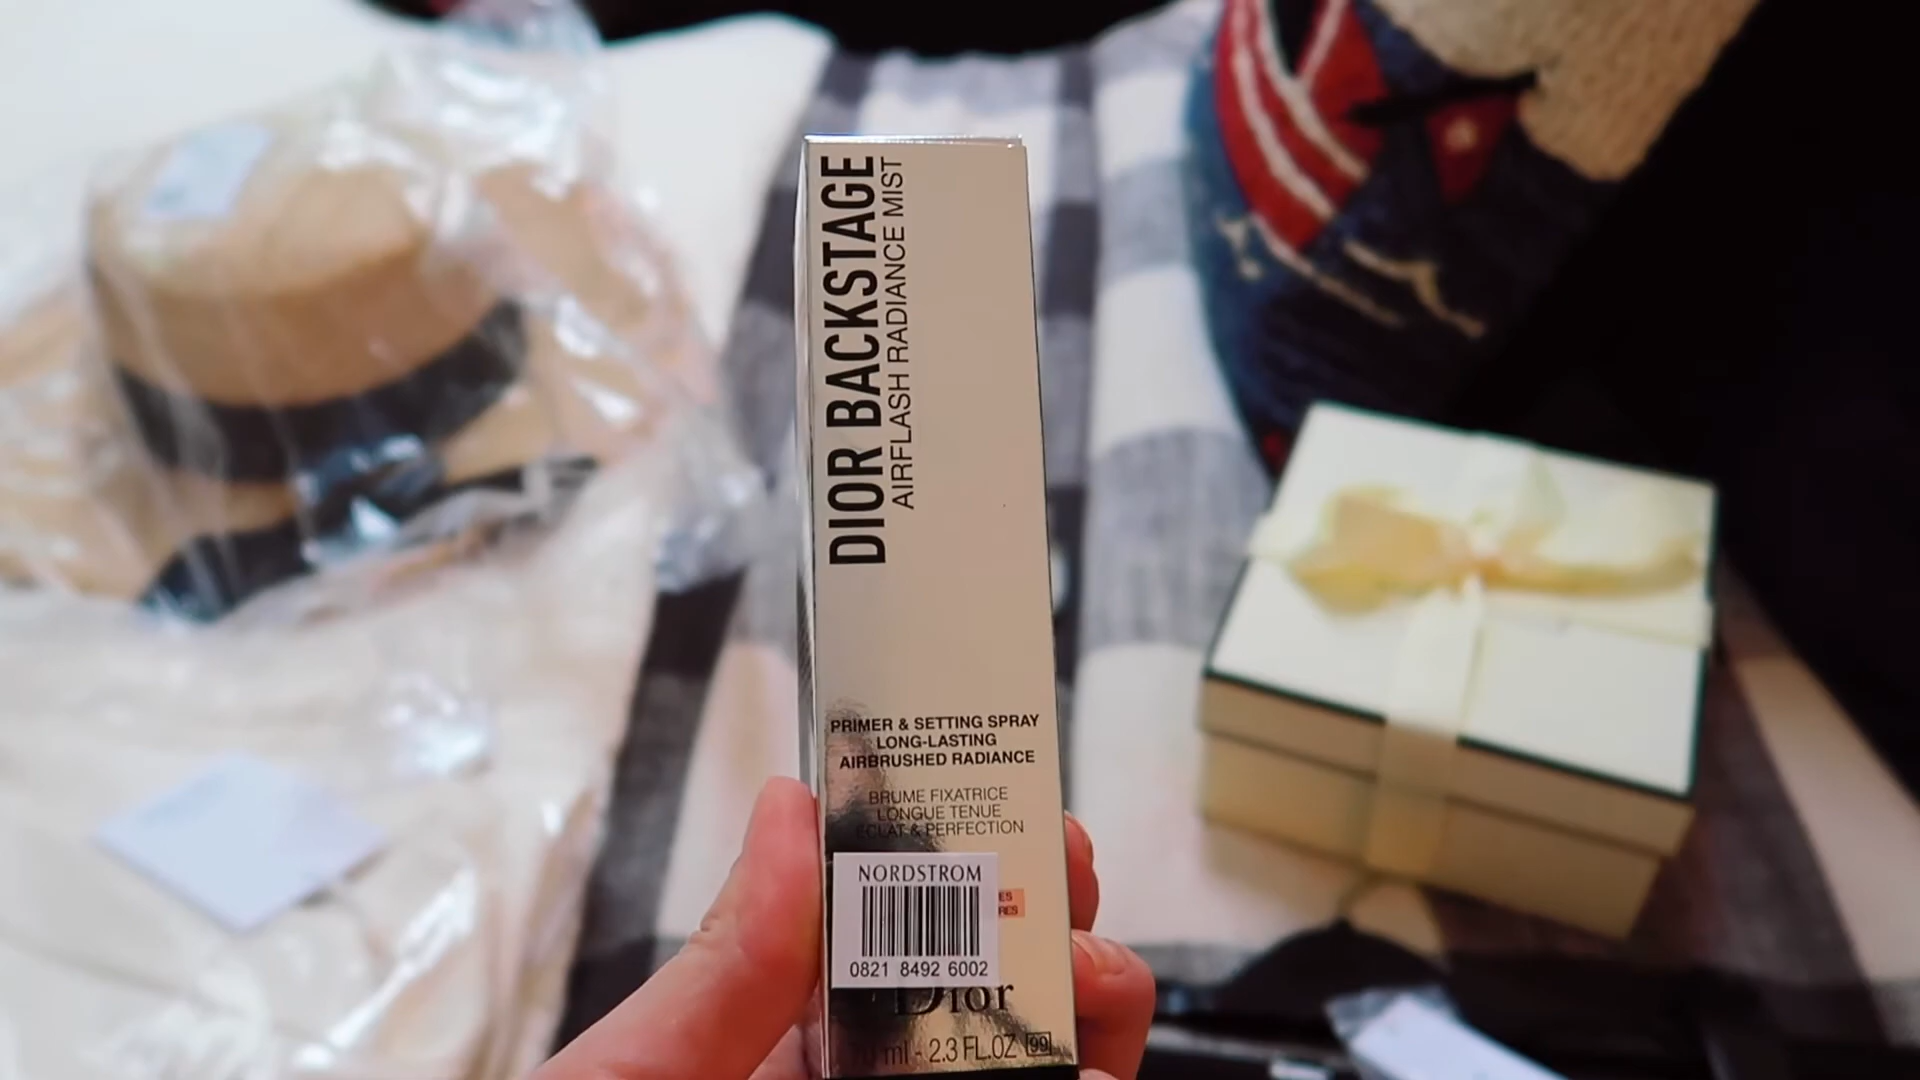 DIOR BACKSTAGE
AIRFLASH RADIANCE MIST
PRIMER & SETTING SPRAY
LONG-LASTING
AIRBRUSHED RADIANCE
BRUME FIXATRICE
LONGUE TENUE
ÉCLAT & PERFECTION
NORDSTROM
0821 8492 6002
Dior
ml - 2.3 FL.OZ 99